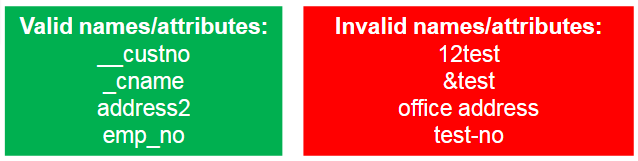 Valid names/attributes:
__custno
_cname
address2
emp_no
Invalid names/attributes:
12test
&test
office address
test-no